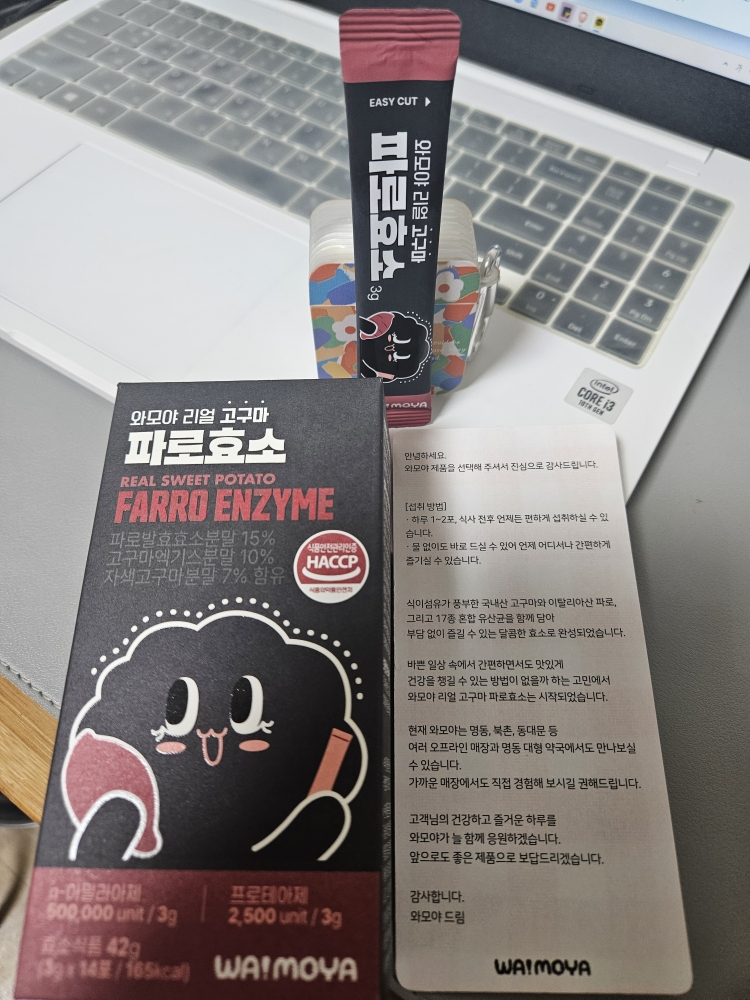 EASY CUT
와모야 리얼 고구마
파로효소
3g
WA!MOYA
intel
CORE i3
10TH GEN
와모야 리얼 고구마
파로효소
REAL SWEET POTATO
FARRO ENZYME
파로발효효소분말 15%
고구마엑기스분말 10%
자색고구마분말 7% 함유
식품안전관리인증
HACCP
식품의약품안전처
α-아밀라아제
500,000 unit / 3g
프로테아제
2,500 unit / 3g
효소식품 42g
(3g x 14포 / 165kcal)
WA!MOYA
안녕하세요.
와모야 제품을 선택해 주셔서 진심으로 감사드립니다.
[섭취 방법]
· 하루 1~2포, 식사 전후 언제든 편하게 섭취하실 수 있
습니다.
· 물 없이도 바로 드실 수 있어 언제 어디서나 간편하게
즐기실 수 있습니다.
식이섬유가 풍부한 국내산 고구마와 이탈리아산 파로,
그리고 17종 혼합 유산균을 함께 담아
부담 없이 즐길 수 있는 달콤한 효소로 완성되었습니다.
바쁜 일상 속에서 간편하면서도 맛있게
건강을 챙길 수 있는 방법이 없을까 하는 고민에서
와모야 리얼 고구마 파로효소는 시작되었습니다.
현재 와모야는 명동, 북촌, 동대문 등
여러 오프라인 매장과 명동 대형 약국에서도 만나보실
수 있습니다.
가까운 매장에서도 직접 경험해 보시길 권해드립니다.
고객님의 건강하고 즐거운 하루를
와모야가 늘 함께 응원하겠습니다.
앞으로도 좋은 제품으로 보답드리겠습니다.
감사합니다.
와모야 드림
WA!MOYA